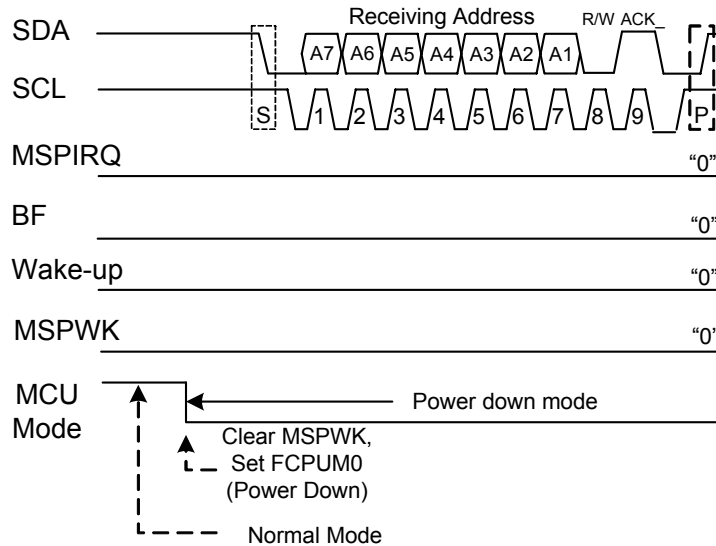 Receiving Address
R/W ACK_
SDA
A7 A6 A5 A4 A3 A2 A1
SCL
S 1 2 3 4 5 6 7 8 9 P
MSPIRQ
“0”
BF
“0”
Wake-up
“0”
MSPWK
“0”
MCU
Mode
Power down mode
Clear MSPWK,
Set FCPUM0
(Power Down)
Normal Mode